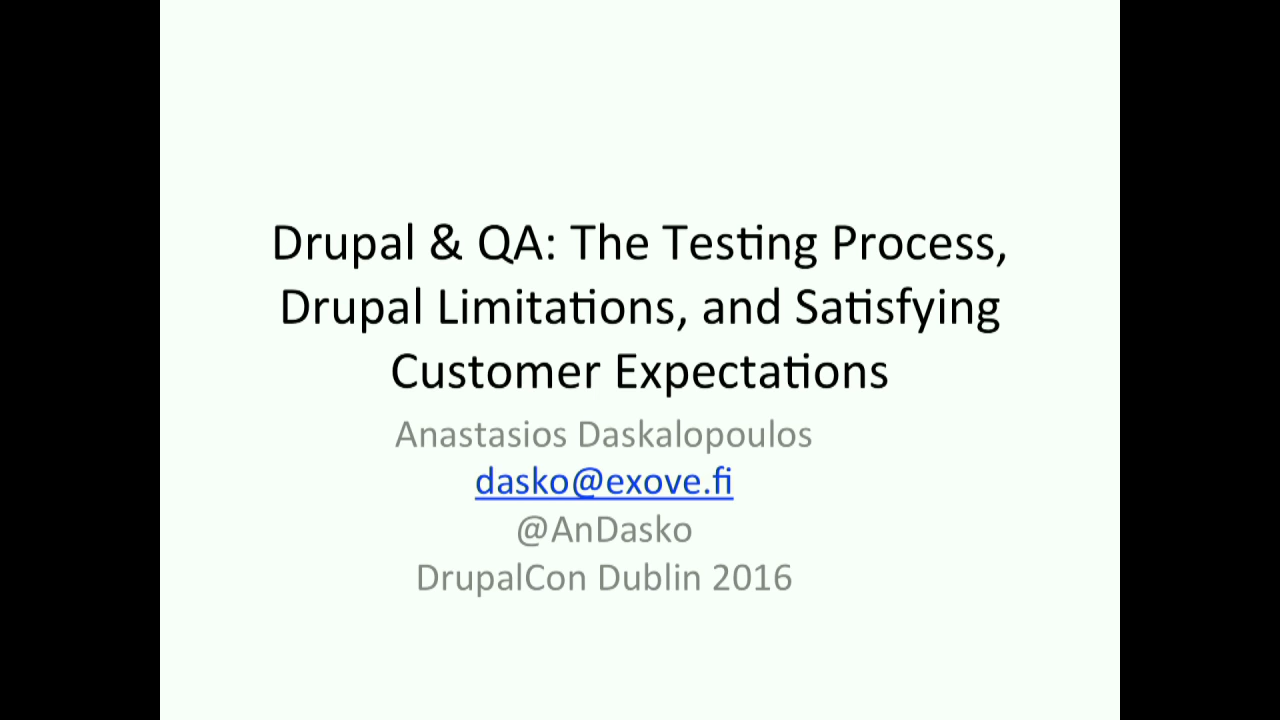 Drupal & QA: The Testing Process,
Drupal Limitations, and Satisfying
Customer Expectations
Anastasios Daskalopoulos
dasko@exove.fi
@AnDasko
DrupalCon Dublin 2016